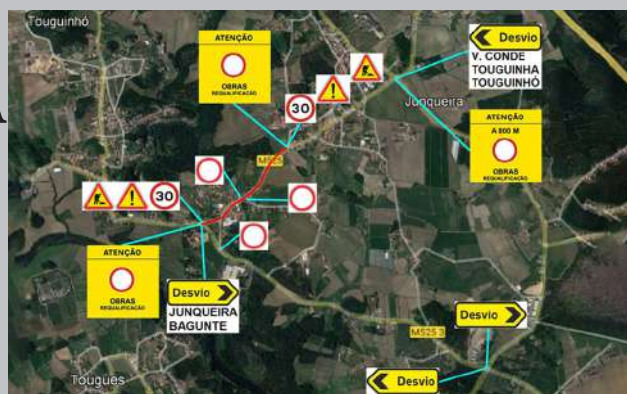 Touguinhó
ATENÇÃO
OBRAS
REQUALIFICAÇÃO
30
Desvio
V. CONDE
TOUGUINHA
TOUGUINHÓ
Junqueira
A
M525
ATENÇÃO
A 800 M
OBRAS
REQUALIFICAÇÃO
30
ATENÇÃO
OBRAS
REQUALIFICAÇÃO
Desvio
JUNQUEIRA
BAGUNTE
Desvio
M525 3
Tougues
Desvio